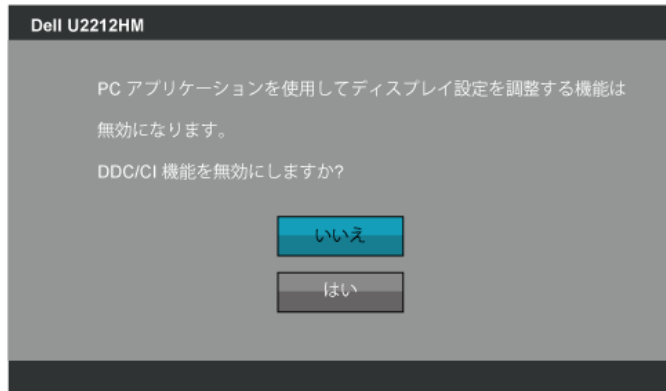 Dell U2212HM
PC アプリケーションを使用してディスプレイ設定を調整する機能は
無効になります。
DDC/CI 機能を無効にしますか?
いいえ
はい